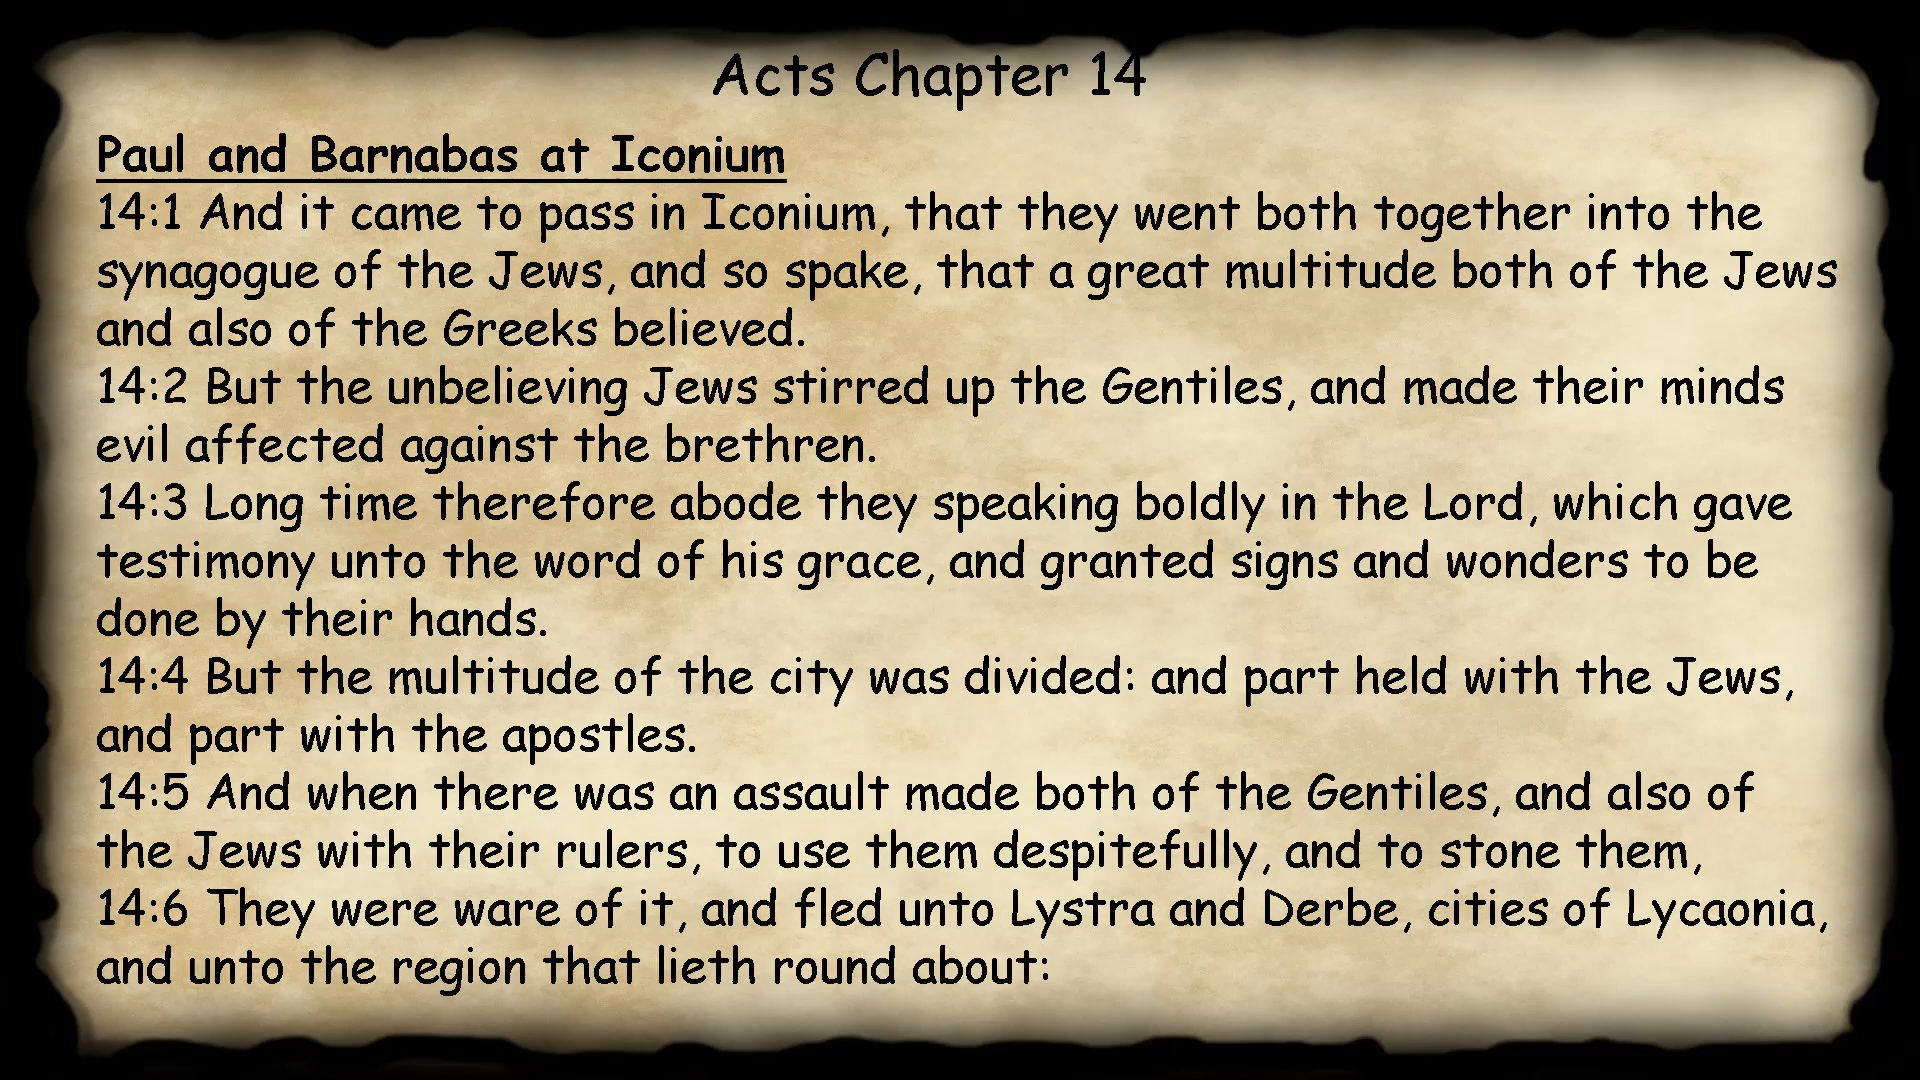 Acts Chapter 14
Paul and Barnabas at Iconium
14:1 And it came to pass in Iconium, that they went both together into the
synagogue of the Jews, and so spake, that a great multitude both of the Jews
and also of the Greeks believed.
14:2 But the unbelieving Jews stirred up the Gentiles, and made their minds
evil affected against the brethren.
14:3 Long time therefore abode they speaking boldly in the Lord, which gave
testimony unto the word of his grace, and granted signs and wonders to be
done by their hands.
14:4 But the multitude of the city was divided: and part held with the Jews,
and part with the apostles.
14:5 And when there was an assault made both of the Gentiles, and also of
the Jews with their rulers, to use them despitefully, and to stone them,
14:6 They were ware of it, and fled unto Lystra and Derbe, cities of Lycaonia,
and unto the region that lieth round about: